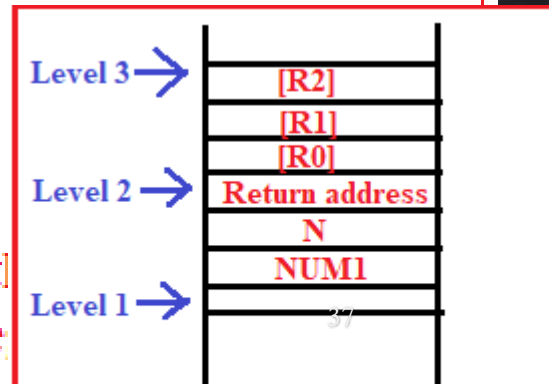 Level 3 [R2]
[R1]
[R0]
Level 2 Return address
N
NUM1
Level 1 37